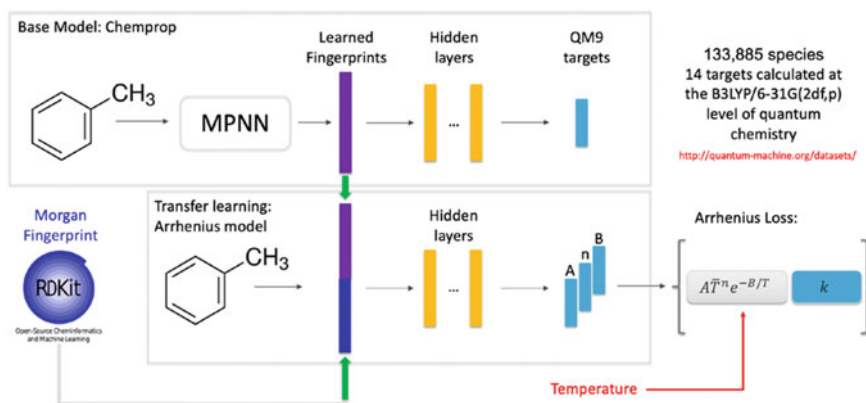 Base Model: Chemprop
Learned
Fingerprints
Hidden
layers
QM9
targets
CH3
MPNN
...
133,885 species
14 targets calculated at
the B3LYP/6-31G(2df,p)
level of quantum
chemistry
http://quantum-machine.org/datasets/
Morgan
Fingerprint
RDKit
Open-Source Cheminformatics
and Machine Learning
Transfer learning:
Arrhenius model
CH3
Hidden
layers
...
A
n
B
Arrhenius Loss:
AT̄ⁿe^{-B/T}
k
Temperature